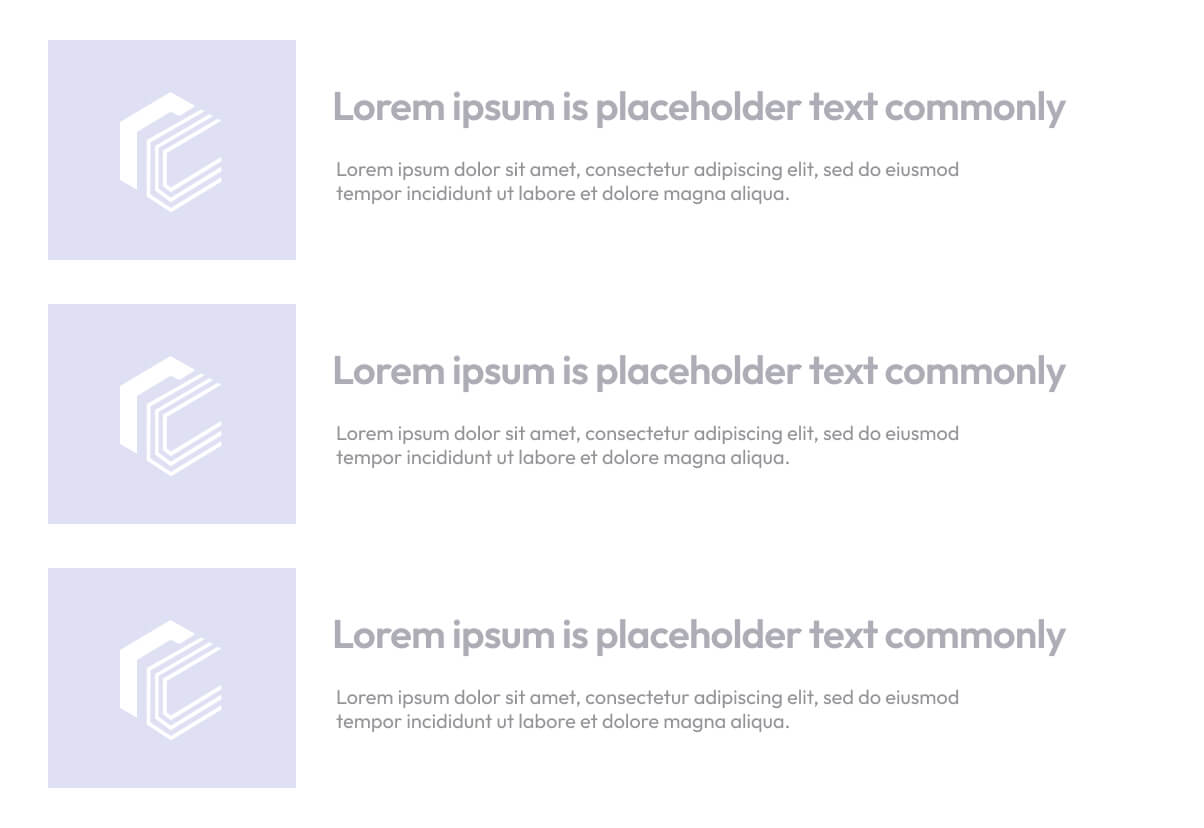 Lorem ipsum is placeholder text commonly
Lorem ipsum dolor sit amet, consectetur adipiscing elit, sed do eiusmod
tempor incididunt ut labore et dolore magna aliqua.
Lorem ipsum is placeholder text commonly
Lorem ipsum dolor sit amet, consectetur adipiscing elit, sed do eiusmod
tempor incididunt ut labore et dolore magna aliqua.
Lorem ipsum is placeholder text commonly
Lorem ipsum dolor sit amet, consectetur adipiscing elit, sed do eiusmod
tempor incididunt ut labore et dolore magna aliqua.